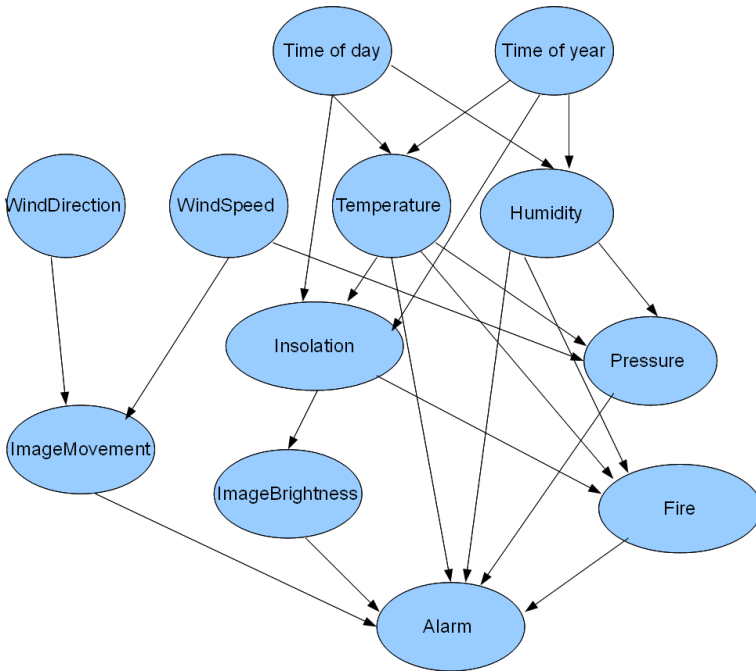 Time of day
Time of year
WindDirection
WindSpeed
Temperature
Humidity
Insolation
Pressure
ImageMovement
ImageBrightness
Fire
Alarm